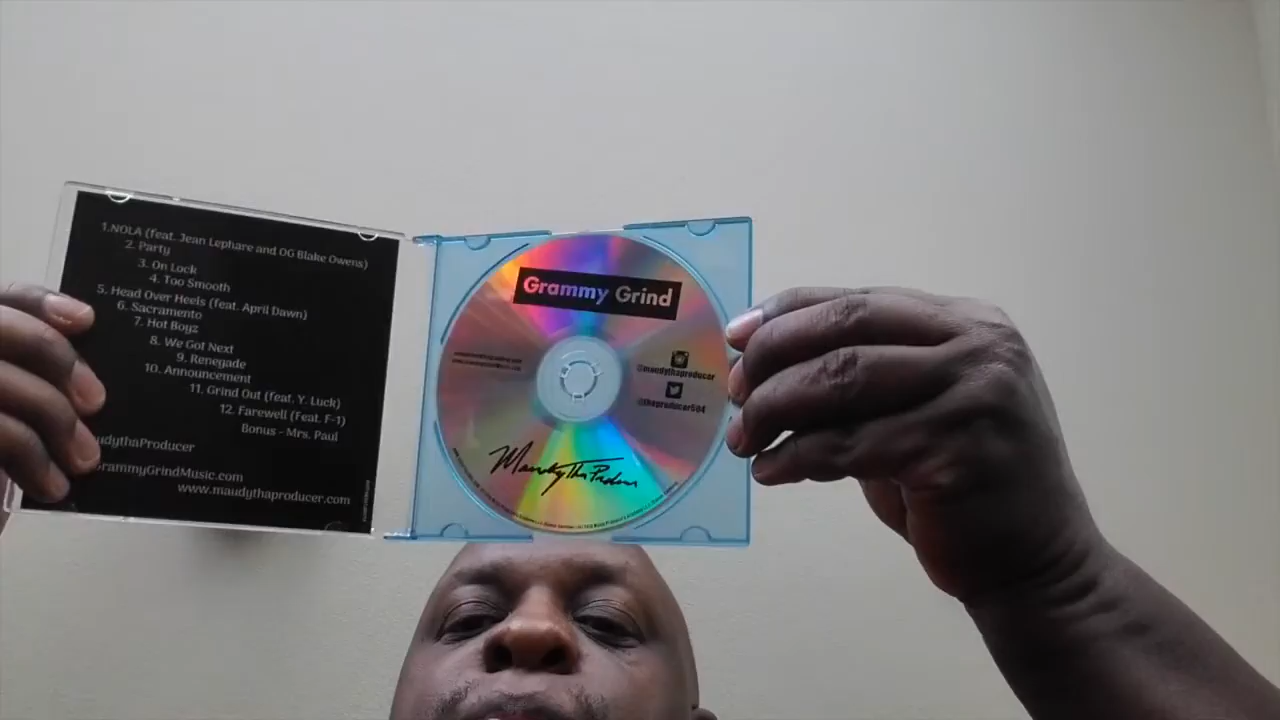 1.NOLA (feat. Jean Lephare and OG Blake Owens)
2. Party
3. On Lock
4. Too Smooth
5. Head Over Heels (feat. April Dawn)
6. Sacramento
7. Hot Boyz
8. We Got Next
9. Renegade
10. Announcement
11. Grind Out (feat. Y. Luck)
12. Farewell (Feat. F-1)
Bonus - Mrs. Paul
udythaProducer
GrammyGrindMusic.com
www.maudythaproducer.com
Grammy Grind
@maudythaproducer
@thaproducer504
MaudyThaProducer